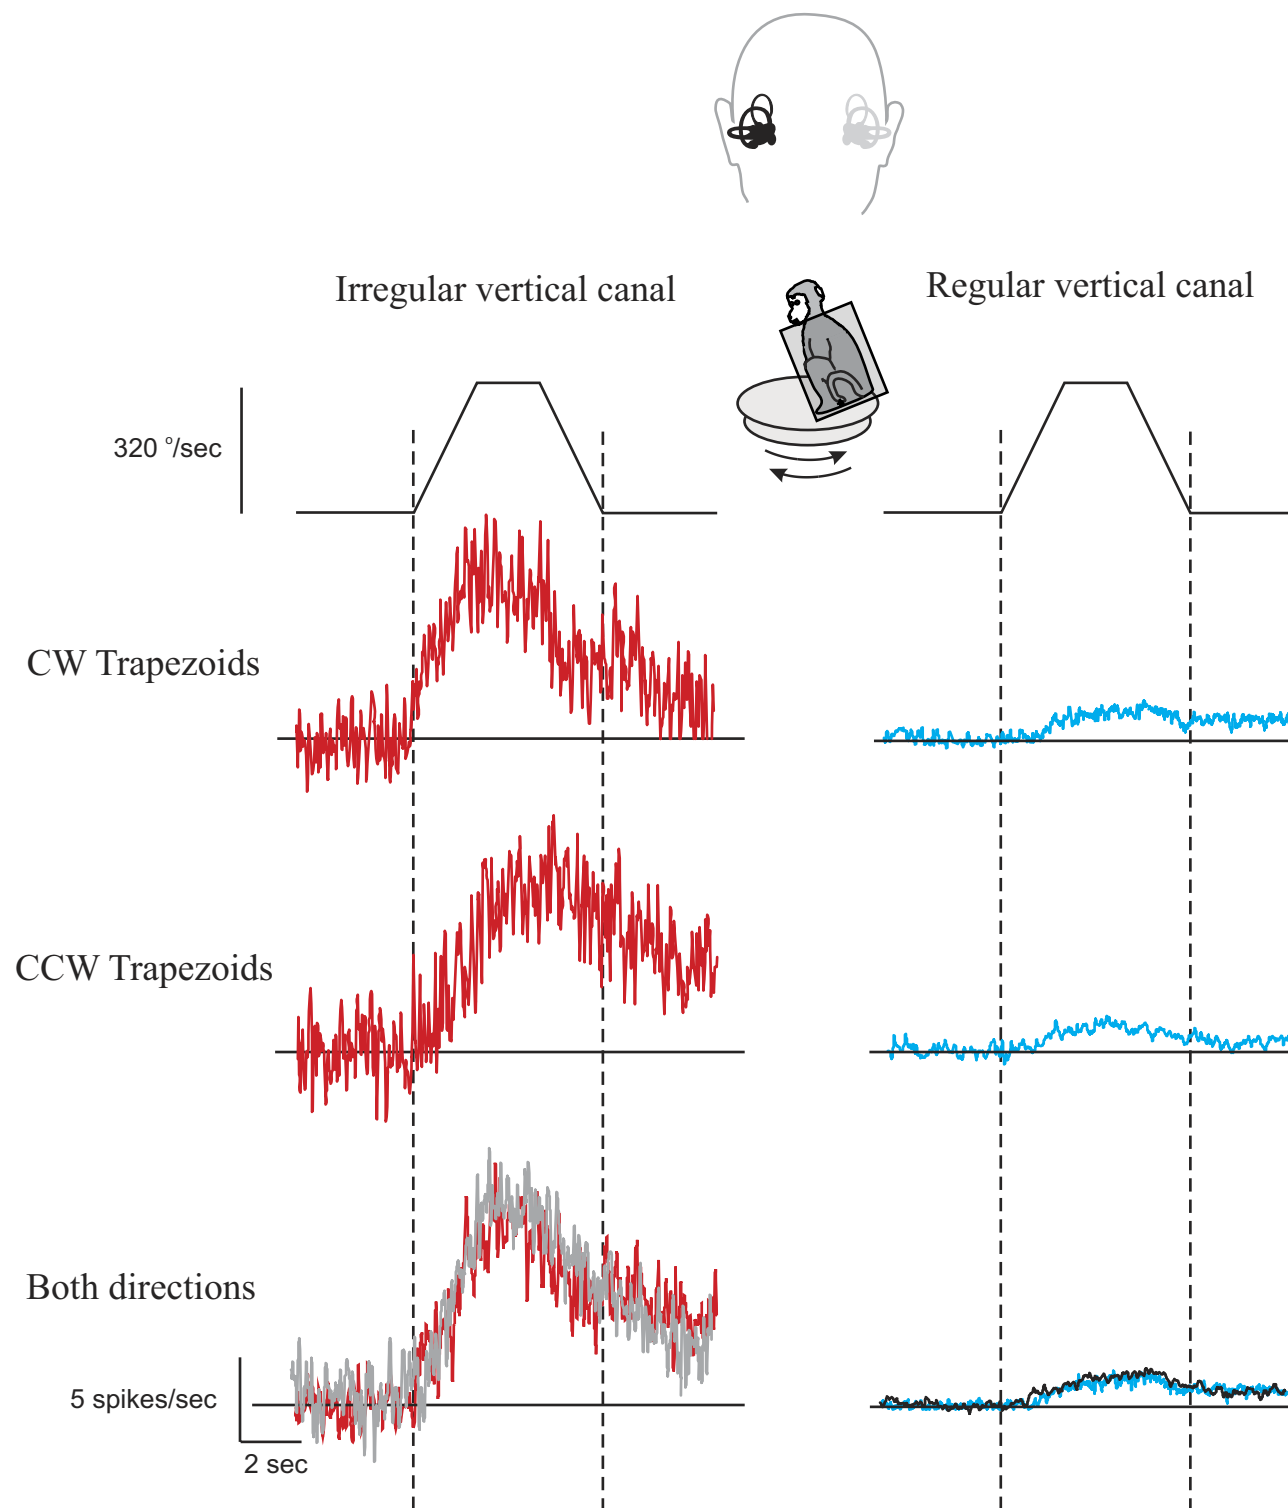 Irregular vertical canal
Regular vertical canal
320 °/sec
CW Trapezoids
CCW Trapezoids
Both directions
5 spikes/sec
2 sec